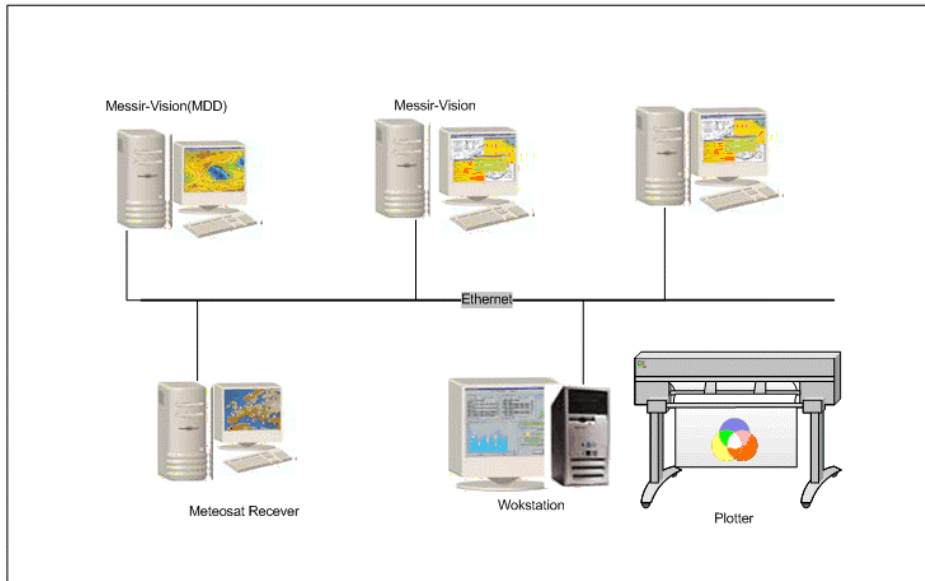 Messir-Vision(MDD)
Messir-Vision
Ethernet
Meteosat Recever
Wokstation
Plotter